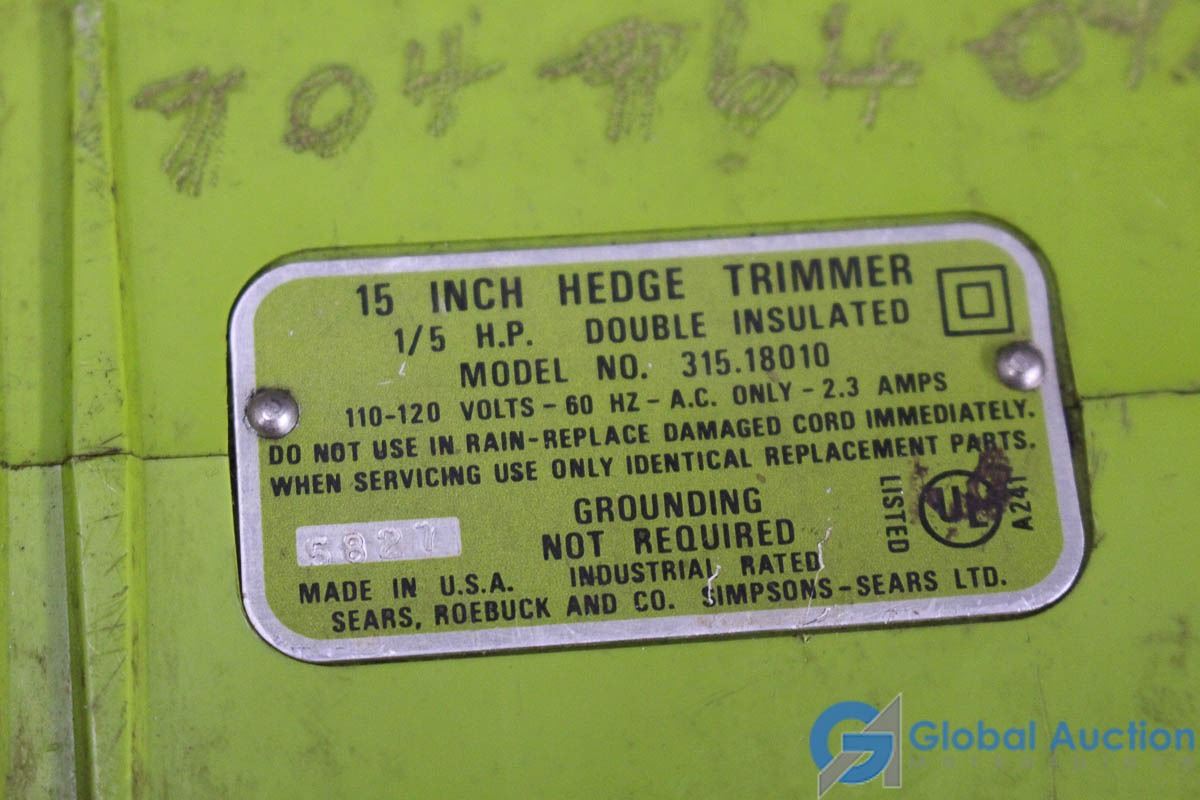 15 INCH HEDGE TRIMMER
1/5 H.P. DOUBLE INSULATED
MODEL NO. 315.18010
110-120 VOLTS - 60 HZ - A.C. ONLY - 2.3 AMPS
DO NOT USE IN RAIN-REPLACE DAMAGED CORD IMMEDIATELY.
WHEN SERVICING USE ONLY IDENTICAL REPLACEMENT PARTS.
GROUNDING
NOT REQUIRED
INDUSTRIAL RATED
LISTED
UL
A241
5827
MADE IN U.S.A.
SEARS, ROEBUCK AND CO. SIMPSONS-SEARS LTD.
GA Global Auction